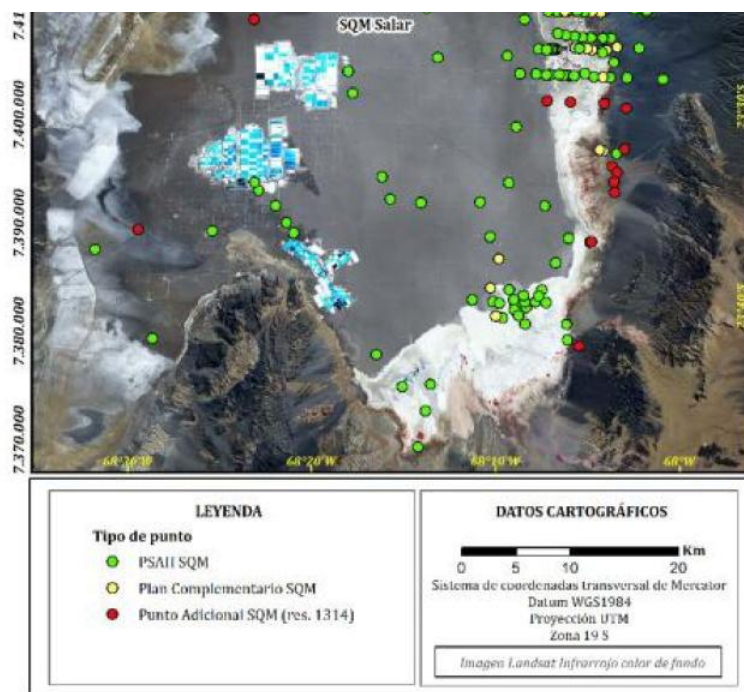 SQM Salar
7.41
7.400.000
7.390.000
7.380.000
7.370.000
68°20'W
68°10'W
68°W
LEYENDA
Tipo de punto
PSAH SQM
Plan Complementario SQM
Punto Adicional SQM (res. 1314)
DATOS CARTOGRÁFICOS
Km
0 5 10 20
Sistema de coordenadas transversal de Mercator
Datum WGS1984
Proyección UTM
Zona 19 S
Imagen Landsat Infrarrojo color de fondo